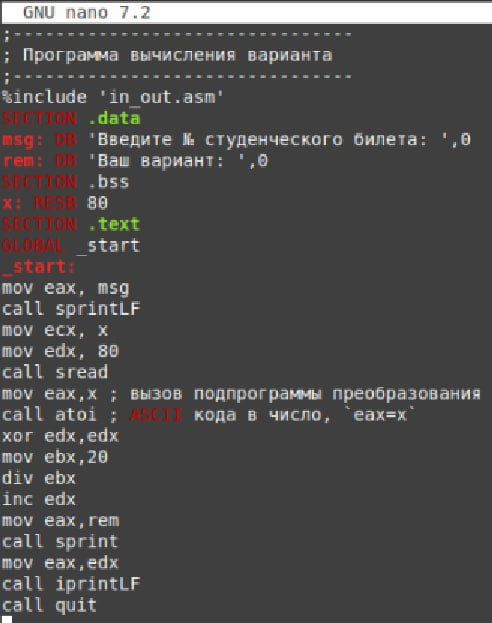 GNU nano 7.2
;--------------------------------
; Программа вычисления варианта
;--------------------------------
%include 'in_out.asm'
SECTION .data
msg: DB 'Введите № студенческого билета: ',0
rem: DB 'Ваш вариант: ',0
SECTION .bss
x: RESB 80
SECTION .text
GLOBAL _start
_start:
mov eax, msg
call sprintLF
mov ecx, x
mov edx, 80
call sread
mov eax,x ; вызов подпрограммы преобразования
call atoi ; ASCII кода в число, `eax=x`
xor edx,edx
mov ebx,20
div ebx
inc edx
mov eax,rem
call sprint
mov eax,edx
call iprintLF
call quit